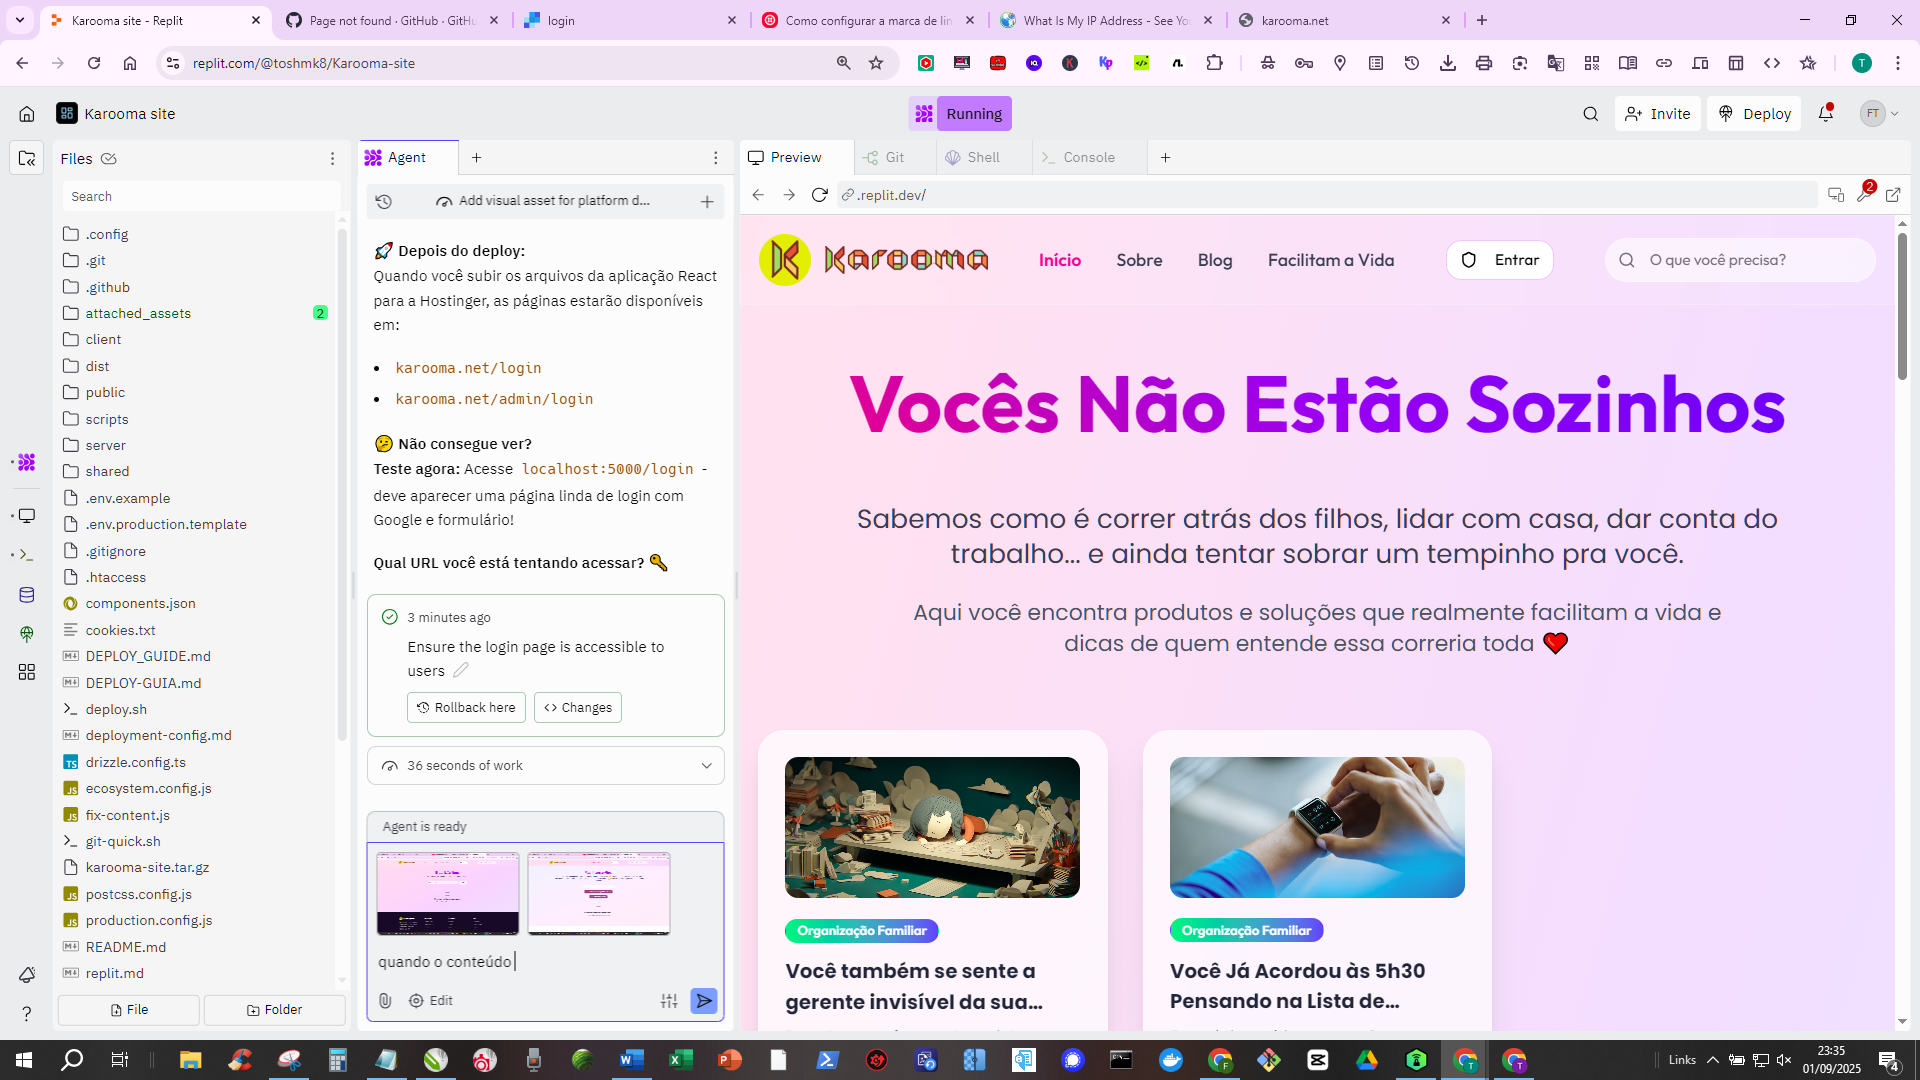 Karooma site - Replit
Page not found · GitHub · GitHu
login
Como configurar a marca de lin
What Is My IP Address - See Yo
karooma.net
replit.com/@toshmk8/Karooma-site
T
Karooma site
Running
Invite
Deploy
FT
Files
Search
.config
.git
.github
attached_assets
2
client
dist
public
scripts
server
shared
.env.example
.env.production.template
.gitignore
.htaccess
components.json
cookies.txt
DEPLOY_GUIDE.md
DEPLOY-GUIA.md
deploy.sh
deployment-config.md
drizzle.config.ts
ecosystem.config.js
fix-content.js
git-quick.sh
karooma-site.tar.gz
postcss.config.js
production.config.js
README.md
replit.md
File
Folder
Agent
Add visual asset for platform d...
🚀 Depois do deploy:
Quando você subir os arquivos da aplicação React
para a Hostinger, as páginas estarão disponíveis
em:
• karooma.net/login
• karooma.net/admin/login
🤔 Não consegue ver?
Teste agora: Acesse localhost:5000/login -
deve aparecer uma página linda de login com
Google e formulário!
Qual URL você está tentando acessar? 🔑
3 minutes ago
Ensure the login page is accessible to
users
Rollback here
Changes
36 seconds of work
Agent is ready
quando o conteúdo
Edit
Preview
Git
Shell
Console
.replit.dev/
2
Karooma
Início
Sobre
Blog
Facilitam a Vida
Entrar
O que você precisa?
Vocês Não Estão Sozinhos
Sabemos como é correr atrás dos filhos, lidar com casa, dar conta do
trabalho... e ainda tentar sobrar um tempinho pra você.
Aqui você encontra produtos e soluções que realmente facilitam a vida e
dicas de quem entende essa correria toda ❤️
Organização Familiar
Você também se sente a
gerente invisível da sua...
Organização Familiar
Você Já Acordou às 5h30
Pensando na Lista de...
Links
23:35
01/09/2025
4